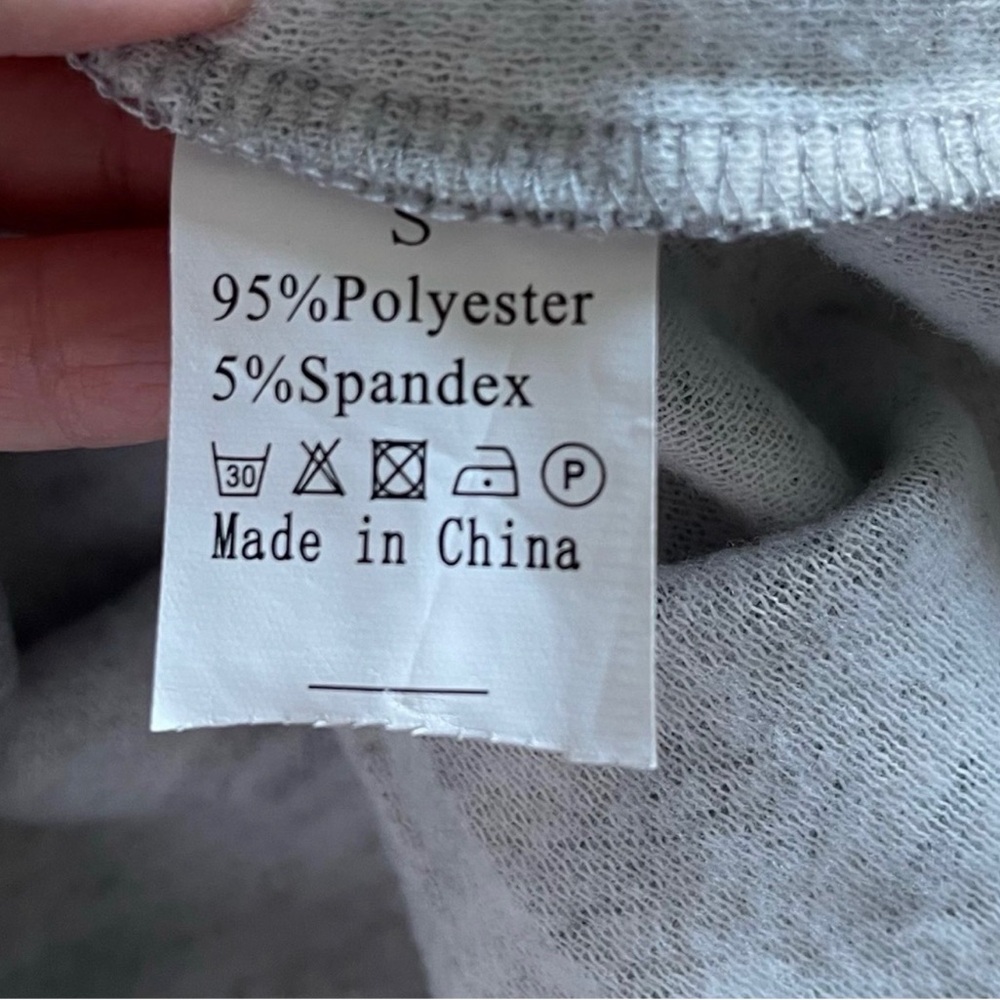 S
95%Polyester
5%Spandex
30 P
Made in China